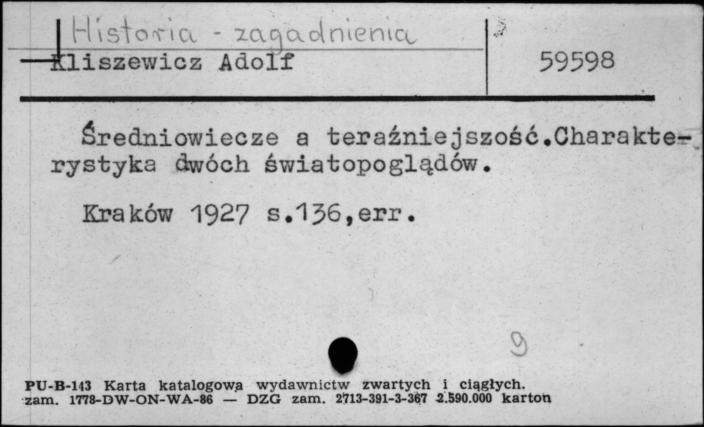 Historia - zagadnienia
Kliszewicz Adolf
59598
Średniowiecze a teraźniejszość.Charakte-
rystyka dwóch światopoglądów.
Kraków 1927 s.136,err.
9
PU-B-143 Karta katalogowa wydawnictw zwartych i ciągłych.
zam. 1778-DW-ON-WA-86 — DZG zam. 2713-391-3-367 2.590.000 karton